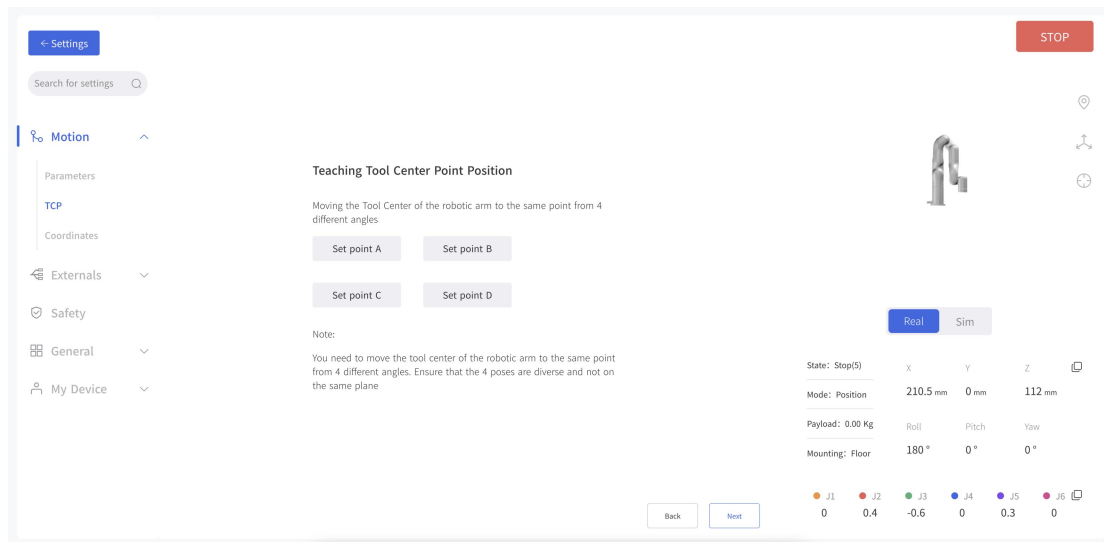 ← Settings
STOP
Search for settings
Motion
Parameters
TCP
Coordinates
Externals
Safety
General
My Device
Teaching Tool Center Point Position
Moving the Tool Center of the robotic arm to the same point from 4
different angles
Set point A Set point B
Set point C Set point D
Note:
You need to move the tool center of the robotic arm to the same point
from 4 different angles. Ensure that the 4 poses are diverse and not on
the same plane
Back Next
Real Sim
State: Stop(5)
Mode: Position
Payload: 0.00 Kg
Mounting: Floor
X Y Z
210.5 mm 0 mm 112 mm
Roll Pitch Yaw
180 ° 0 ° 0 °
J1 J2 J3 J4 J5 J6
0 0.4 -0.6 0 0.3 0